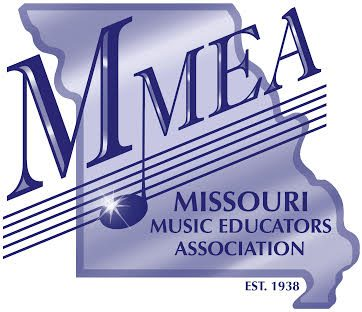 MMEA
MISSOURI
MUSIC EDUCATORS
ASSOCIATION
EST. 1938